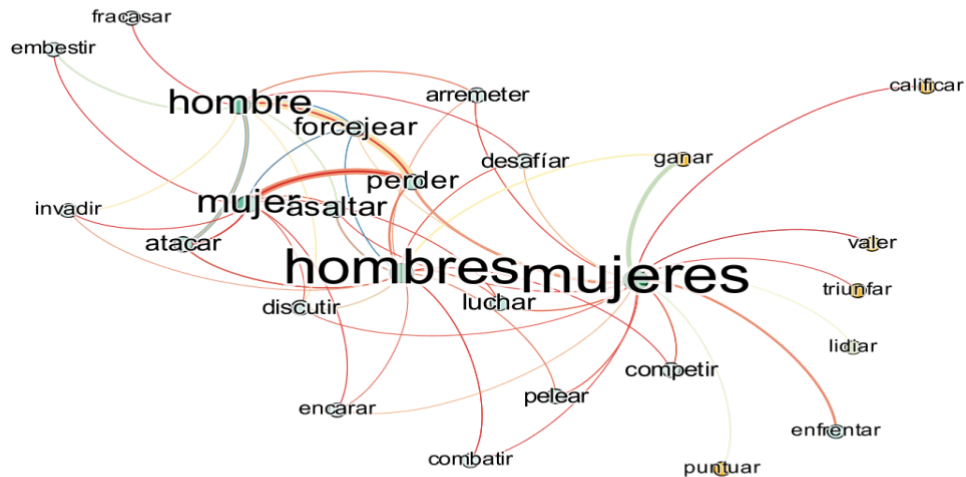 fracasar
embestir
calificar
arremeter
hombre
forcejear
desafíar
ganar
perder
mujer
asaltar
invadir
atacar
valer
hombres
mujeres
triunfar
luchar
discutir
lidiar
competir
pelear
encarar
enfrentar
combatir
puntuar